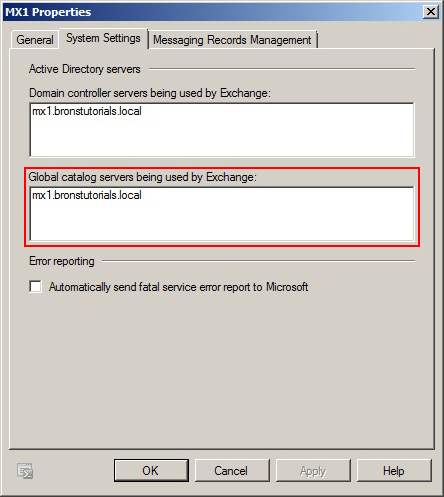 MX1 Properties
General System Settings Messaging Records Management
Active Directory servers
Domain controller servers being used by Exchange:
mx1.bronstutorials.local
Global catalog servers being used by Exchange:
mx1.bronstutorials.local
Error reporting
Automatically send fatal service error report to Microsoft
OK Cancel Apply Help